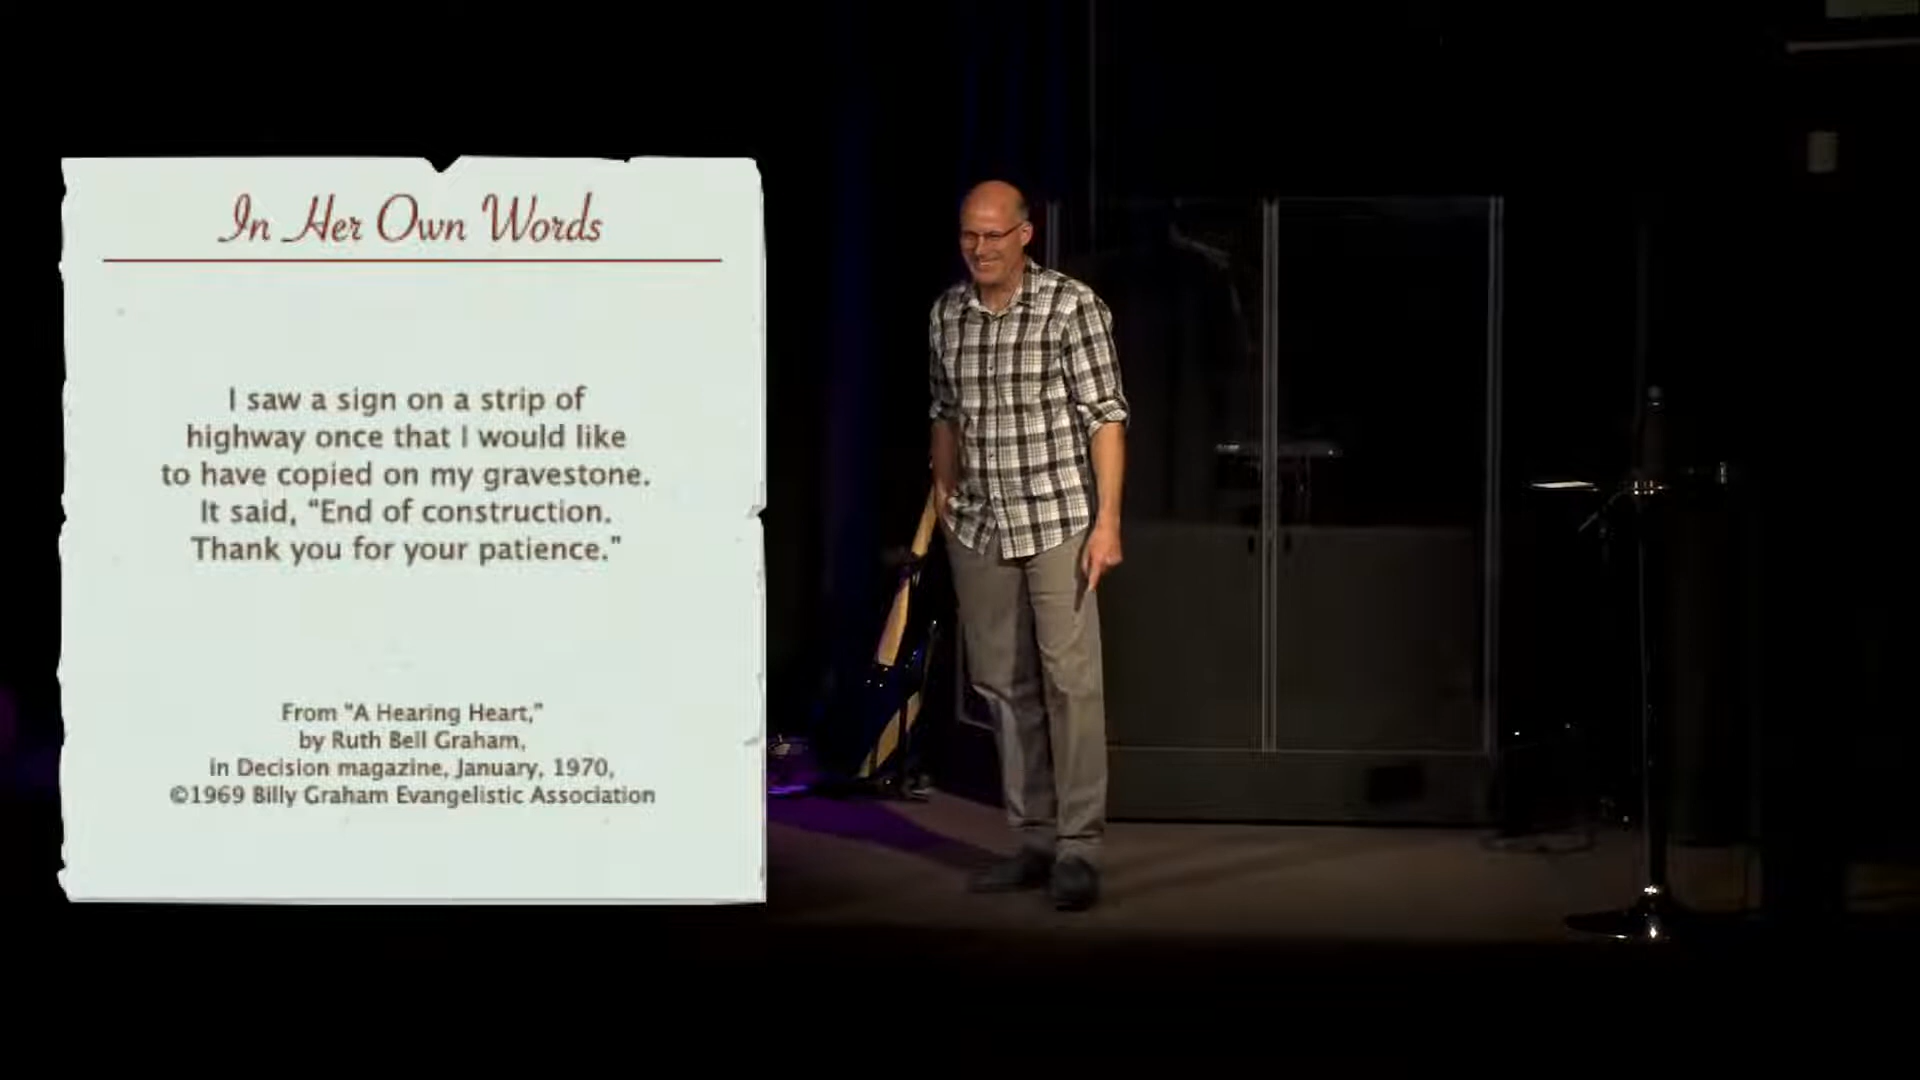 In Her Own Words
I saw a sign on a strip of
highway once that I would like
to have copied on my gravestone.
It said, “End of construction.
Thank you for your patience.”
From "A Hearing Heart,"
by Ruth Bell Graham,
in Decision magazine, January, 1970,
©1969 Billy Graham Evangelistic Association